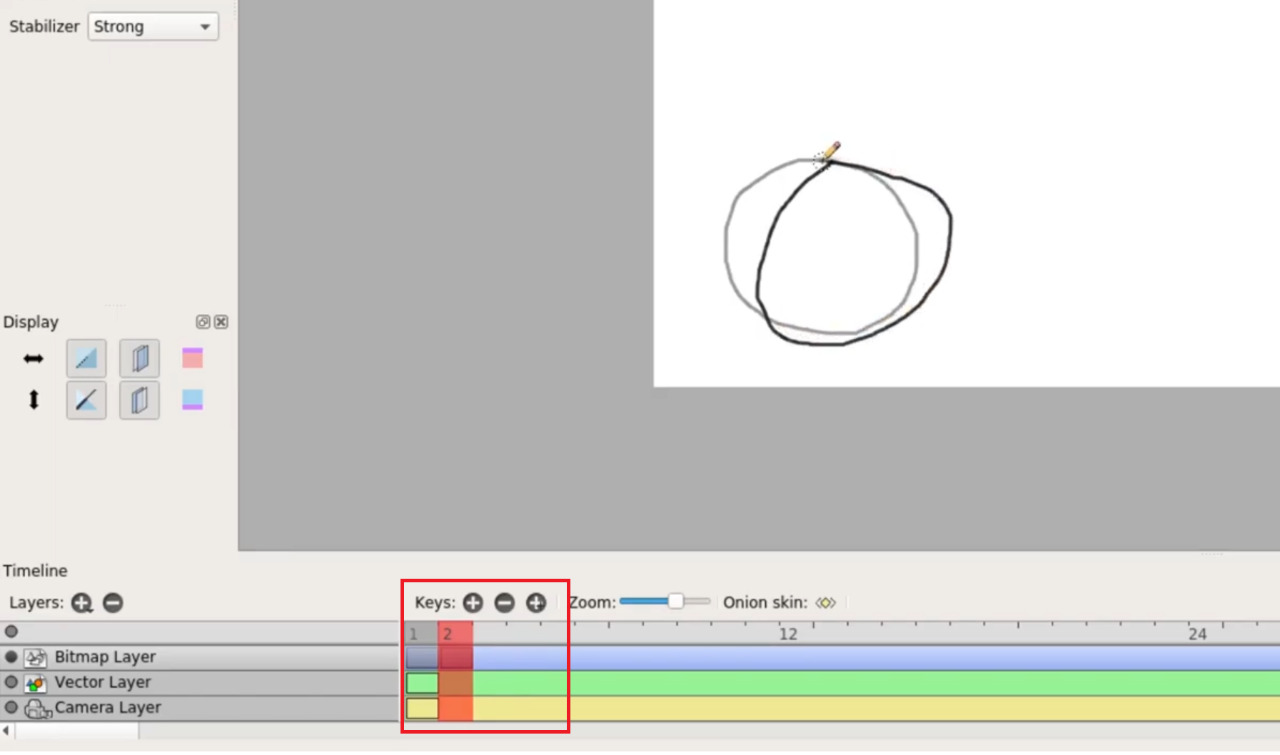 Stabilizer Strong
Display
Timeline
Layers: Keys: Zoom: Onion skin:
1 2 12 24
Bitmap Layer
Vector Layer
Camera Layer